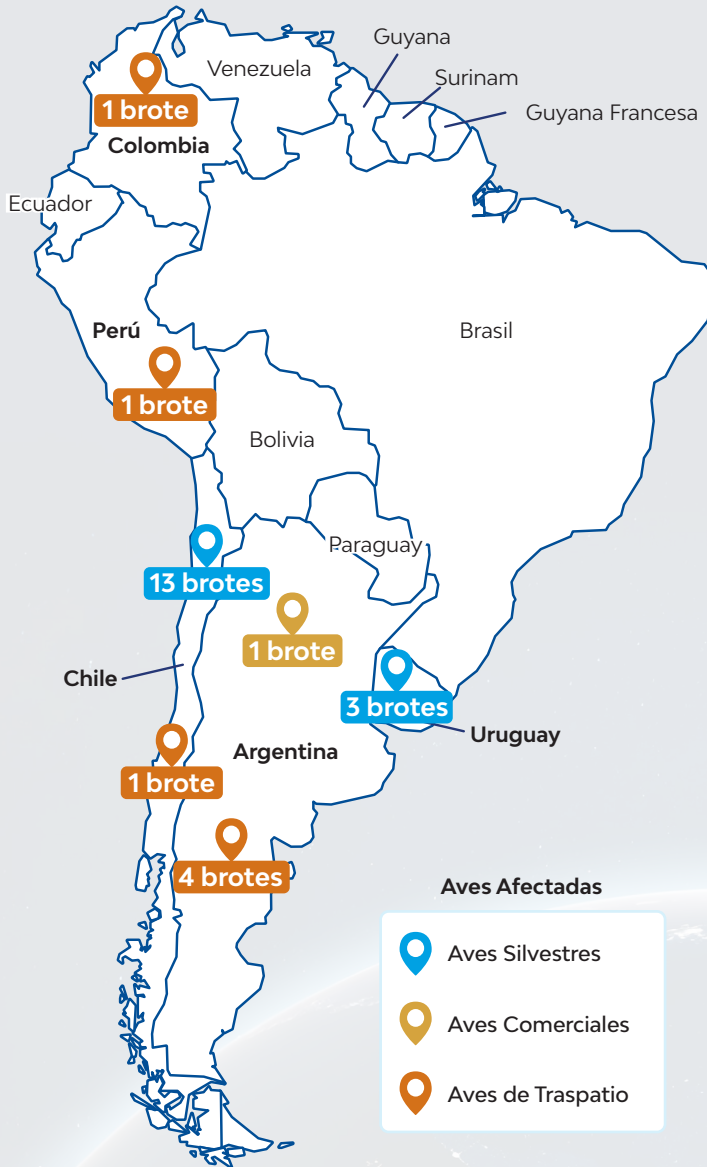 Guyana
Venezuela
Surinam
1 brote
Guyana Francesa
Colombia
Ecuador
Perú
Brasil
1 brote
Bolivia
Paraguay
13 brotes
1 brote
Chile
3 brotes
Uruguay
Argentina
1 brote
4 brotes
Aves Afectadas
Aves Silvestres
Aves Comerciales
Aves de Traspatio